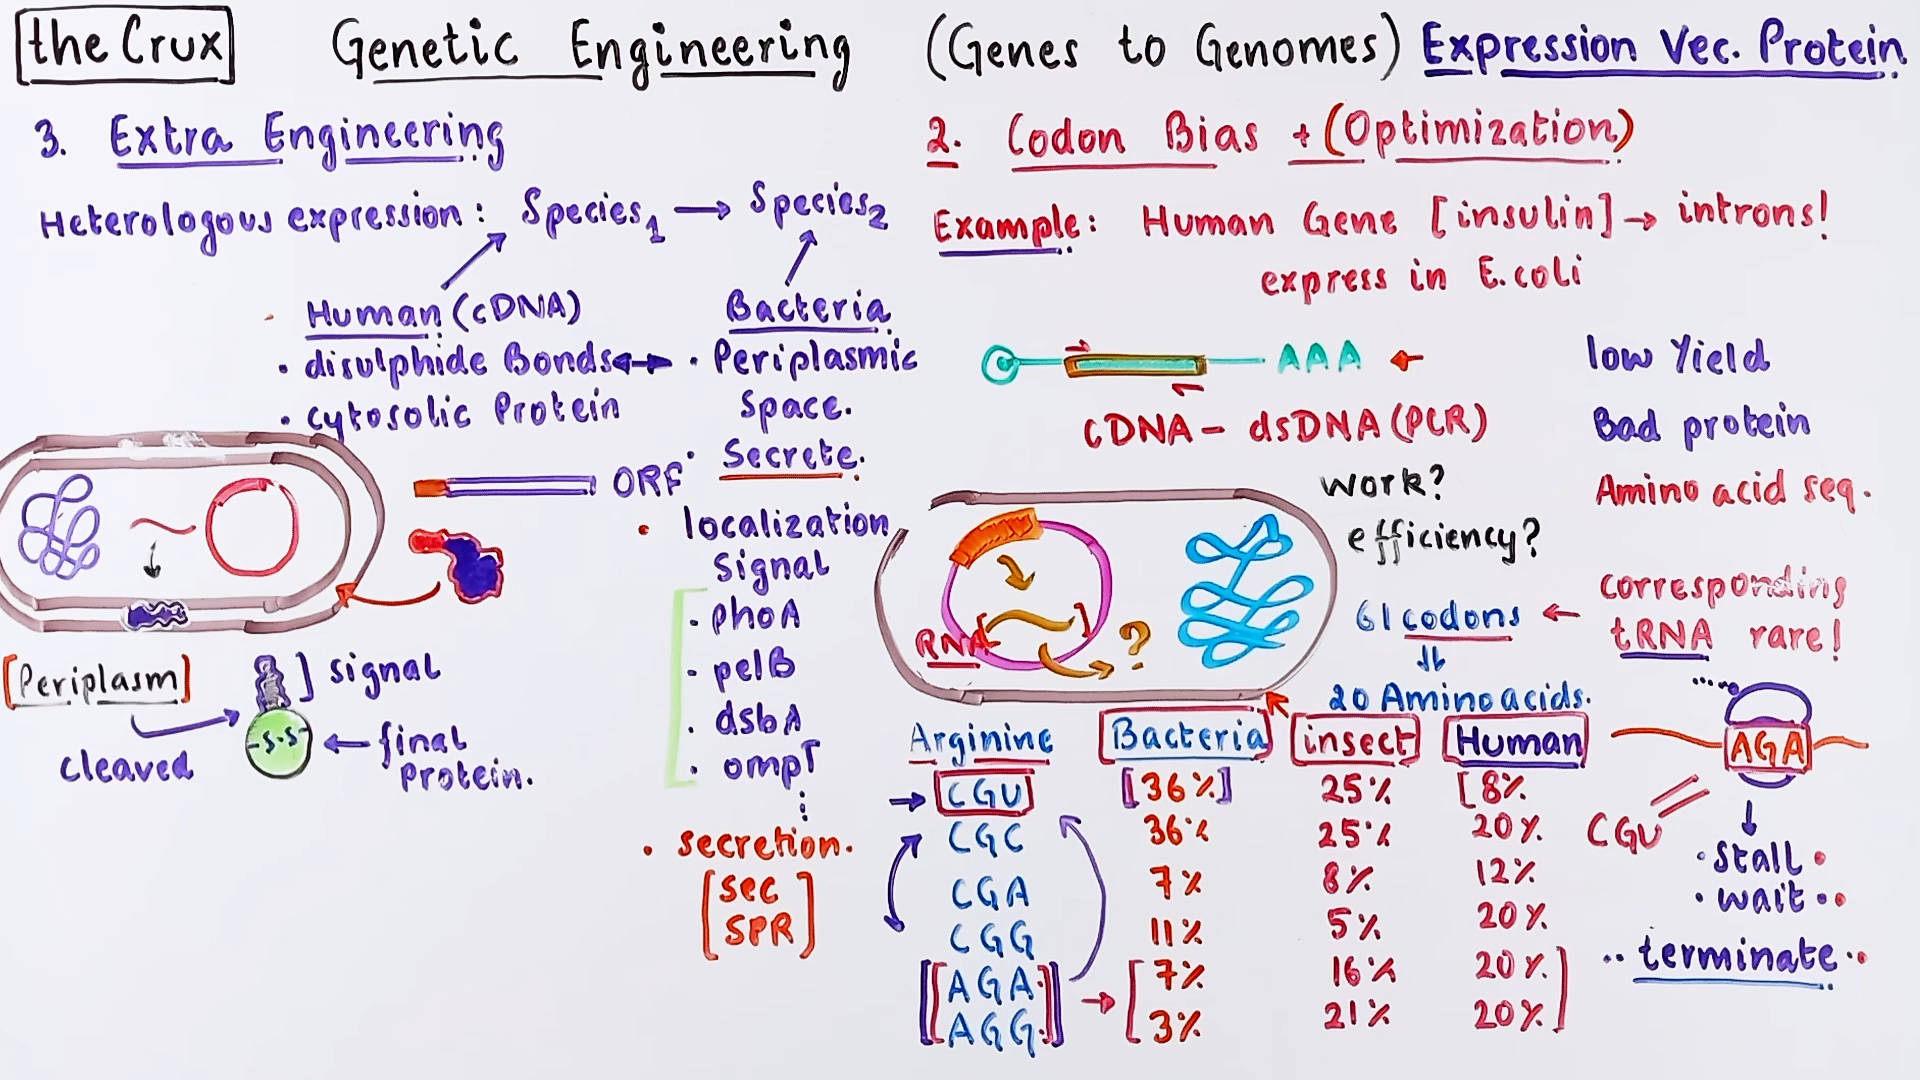 the Crux Genetic Engineering (Genes to Genomes) Expression Vec. Protein
3. Extra Engineering
Heterologous expression: Species1 → Species2
Human (cDNA) Bacteria
· disulphide Bonds ↔ · Periplasmic
Space.
· cytosolic Protein
· Secrete.
ORF
· localization
Signal
· phoA
· pelB
· dsbA
· ompT
· secretion.
[Sec
SPR]
[Periplasm]
cleaved
] signal
-S-S-
← final
Protein.
2. Codon Bias + (Optimization)
Example: Human Gene [insulin] → introns!
express in E.coli
AAA ←
cDNA - dsDNA (PCR)
work?
efficiency?
RNA
?
61 codons ←
20 Amino acids.
low Yield
Bad protein
Amino acid seq.
corresponding
tRNA rare!
Arginine Bacteria insect Human
→ CGU [36%] 25% [8%
CGC 36% 25% 20%
CGA 7% 8% 12%
CGG 11% 5% 20%
[[AGA 7% 16% 20%
AGG]] → [3% 21% 20%]
AGA
CGU
· Stall ·
· wait ··
·· terminate ··